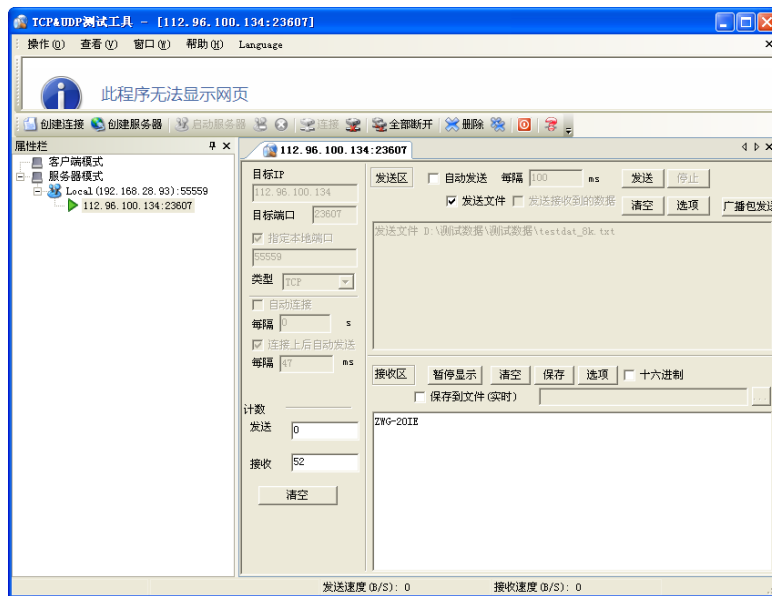 TCP&UDP测试工具 - [112.96.100.134:23607]
操作(O) 查看(V) 窗口(W) 帮助(H) Language
此程序无法显示网页
创建连接 创建服务器 启动服务器 连接 全部断开 删除
属性栏
客户端模式
服务器模式
Local(192.168.28.93):55559
112.96.100.134:23607
112.96.100.134:23607
目标IP
112.96.100.134
目标端口 23607
指定本地端口
55559
类型 TCP
自动连接
每隔 0 s
连接上后自动发送
每隔 47 ms
计数
发送 0
接收 52
清空
发送区 自动发送 每隔 100 ms 发送 停止
发送文件 发送接收到的数据 清空 选项 广播包发送
发送文件 D:\测试数据\测试数据\testdat_8k.txt
接收区 暂停显示 清空 保存 选项 十六进制
保存到文件(实时) ...
ZWG-20IE
发送速度(B/S): 0 接收速度(B/S): 0